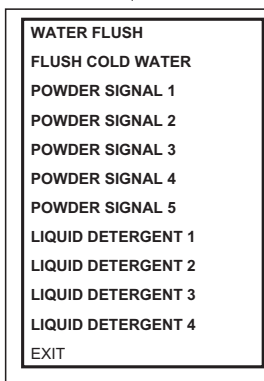 WATER FLUSH
FLUSH COLD WATER
POWDER SIGNAL 1
POWDER SIGNAL 2
POWDER SIGNAL 3
POWDER SIGNAL 4
POWDER SIGNAL 5
LIQUID DETERGENT 1
LIQUID DETERGENT 2
LIQUID DETERGENT 3
LIQUID DETERGENT 4
EXIT